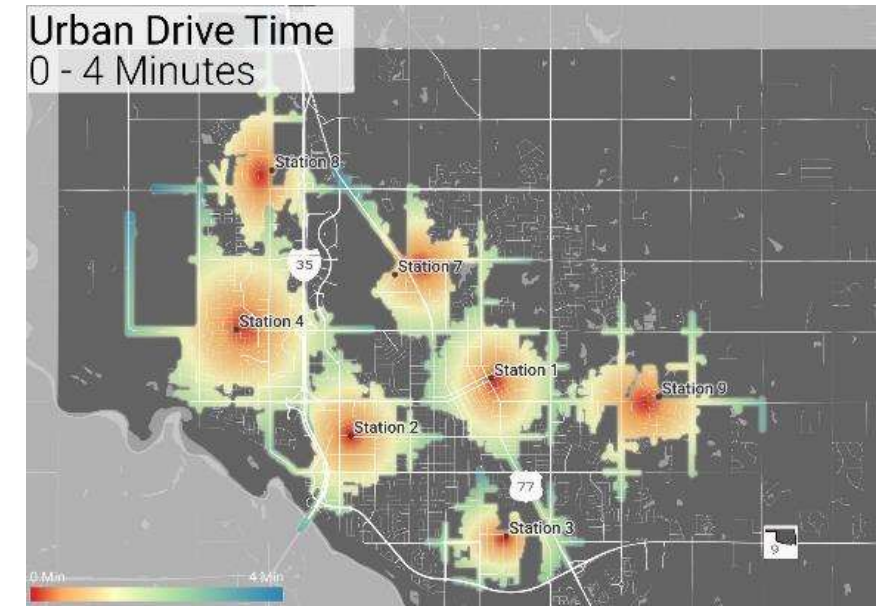 Urban Drive Time
0 - 4 Minutes
Station 8
35
Station 7
Station 4
Station 1
Station 9
Station 2
77
Station 3
9
0 Min
4 Min